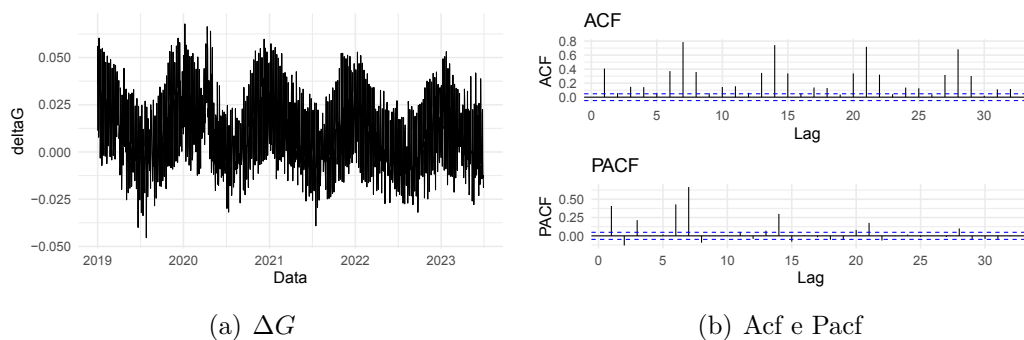 0.050
0.025
0.000
−0.025
−0.050
deltaG
2019 2020 2021 2022 2023
Data
(a) ΔG
ACF
0.8
0.6
0.4
0.2
0.0
ACF
0 5 10 15 20 25 30
Lag
PACF
0.50
0.25
0.00
PACF
0 5 10 15 20 25 30
Lag
(b) Acf e Pacf